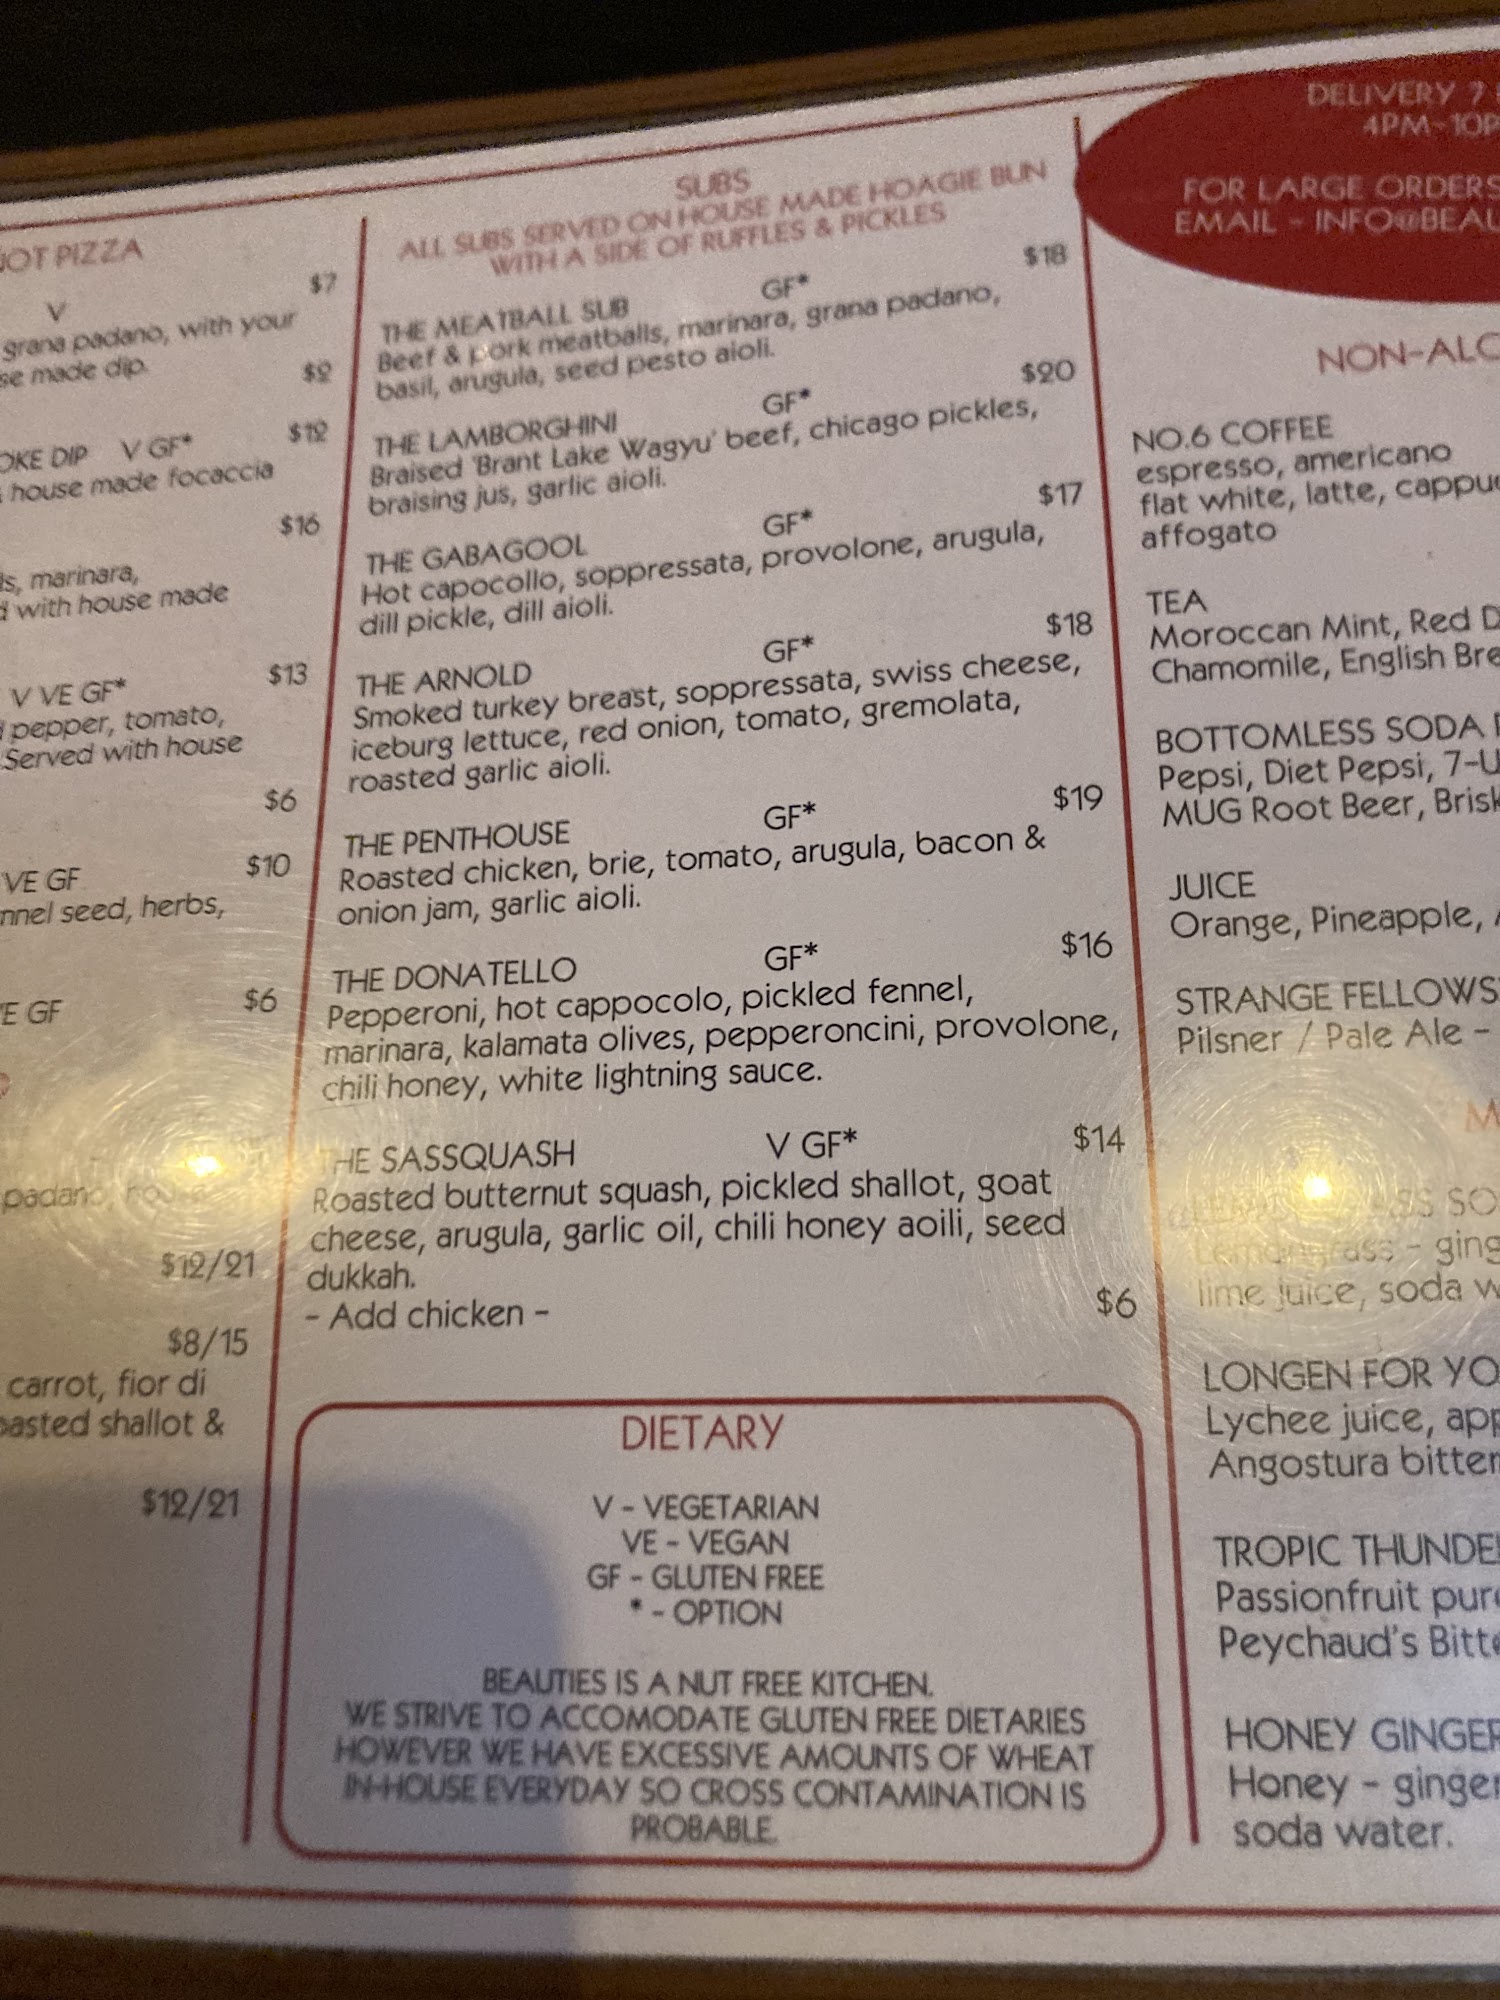 OT PIZZA
$7
V
grana padano, with your
se made dip.
$2
OKE DIP V GF*
$12
house made focaccia
$16
ls, marinara,
d with house made
$13
V VE GF*
pepper, tomato,
Served with house
$6
$10
VE GF
nnel seed, herbs,
$6
E GF
padano,
$12/21
$8/15
carrot, fior di
oasted shallot &
$12/21
SUBS
ALL SUBS SERVED ON HOUSE MADE HOAGIE BUN
WITH A SIDE OF RUFFLES & PICKLES
THE MEATBALL SUB GF* $18
Beef & pork meatballs, marinara, grana padano,
basil, arugula, seed pesto aioli.
THE LAMBORGHINI GF* $20
Braised 'Brant Lake Wagyu' beef, chicago pickles,
braising jus, garlic aioli.
THE GABAGOOL GF* $17
Hot capocollo, soppressata, provolone, arugula,
dill pickle, dill aioli.
THE ARNOLD GF* $18
Smoked turkey breast, soppressata, swiss cheese,
iceburg lettuce, red onion, tomato, gremolata,
roasted garlic aioli.
THE PENTHOUSE GF* $19
Roasted chicken, brie, tomato, arugula, bacon &
onion jam, garlic aioli.
THE DONATELLO GF* $16
Pepperoni, hot cappocolo, pickled fennel,
marinara, kalamata olives, pepperoncini, provolone,
chili honey, white lightning sauce.
THE SASSQUASH V GF* $14
Roasted butternut squash, pickled shallot, goat
cheese, arugula, garlic oil, chili honey aoili, seed
dukkah.
- Add chicken - $6
DIETARY
V - VEGETARIAN
VE - VEGAN
GF - GLUTEN FREE
* - OPTION
BEAUTIES IS A NUT FREE KITCHEN.
WE STRIVE TO ACCOMODATE GLUTEN FREE DIETARIES
HOWEVER WE HAVE EXCESSIVE AMOUNTS OF WHEAT
IN-HOUSE EVERYDAY SO CROSS CONTAMINATION IS
PROBABLE.
DELIVERY 7
4PM-10P
FOR LARGE ORDERS
EMAIL - INFO@BEAU
NON-ALC
NO.6 COFFEE
espresso, americano
flat white, latte, cappuc
affogato
TEA
Moroccan Mint, Red
Chamomile, English Bre
BOTTOMLESS SODA
Pepsi, Diet Pepsi, 7-U
MUG Root Beer, Brisk
JUICE
Orange, Pineapple,
STRANGE FELLOWS
Pilsner / Pale Ale -
M
SS SO
Lemongrass - ging
lime juice, soda w
LONGEN FOR YO
Lychee juice, app
Angostura bitter
TROPIC THUNDE
Passionfruit pur
Peychaud's Bitt
HONEY GINGER
Honey - ginger
soda water.